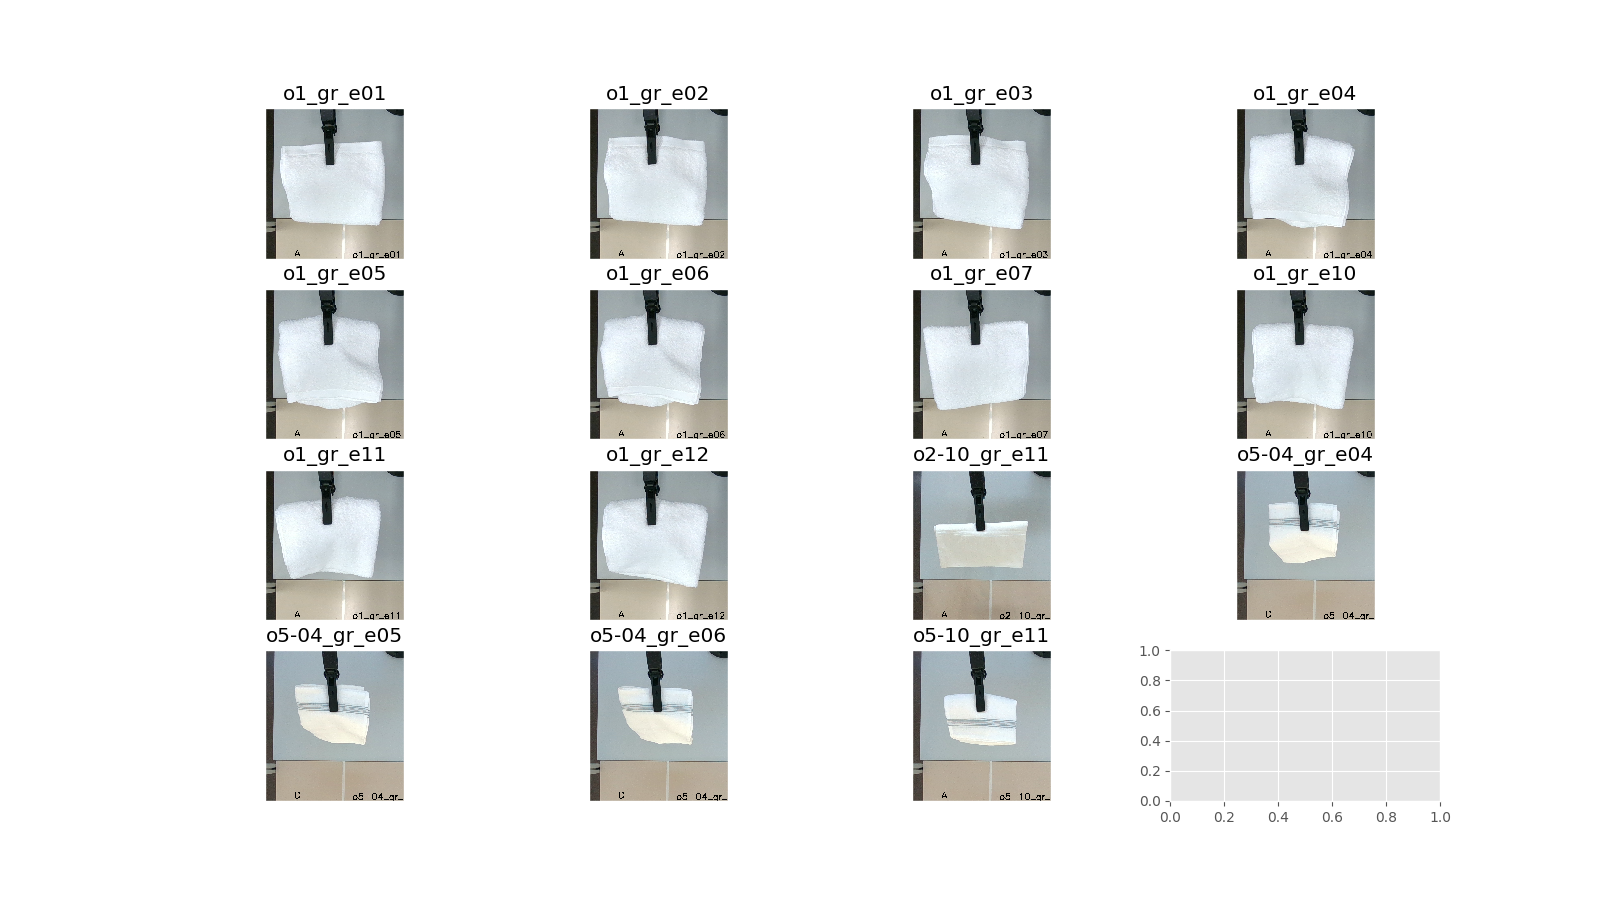 o1_gr_e01 o1_gr_e02 o1_gr_e03 o1_gr_e04
A o1_gr_e01 A o1_gr_e02 A o1_gr_e03 A o1_gr_e04
o1_gr_e05 o1_gr_e06 o1_gr_e07 o1_gr_e10
A o1_gr_e05 A o1_gr_e06 A o1_gr_e07 A o1_gr_e10
o1_gr_e11 o1_gr_e12 o2-10_gr_e11 o5-04_gr_e04
A o1_gr_e11 A o1_gr_e12 A o2_10_gr_ C o5_04_gr_
o5-04_gr_e05 o5-04_gr_e06 o5-10_gr_e11
C o5_04_gr_ C o5_04_gr_ A o5_10_gr_
1.0
0.8
0.6
0.4
0.2
0.0
0.0 0.2 0.4 0.6 0.8 1.0